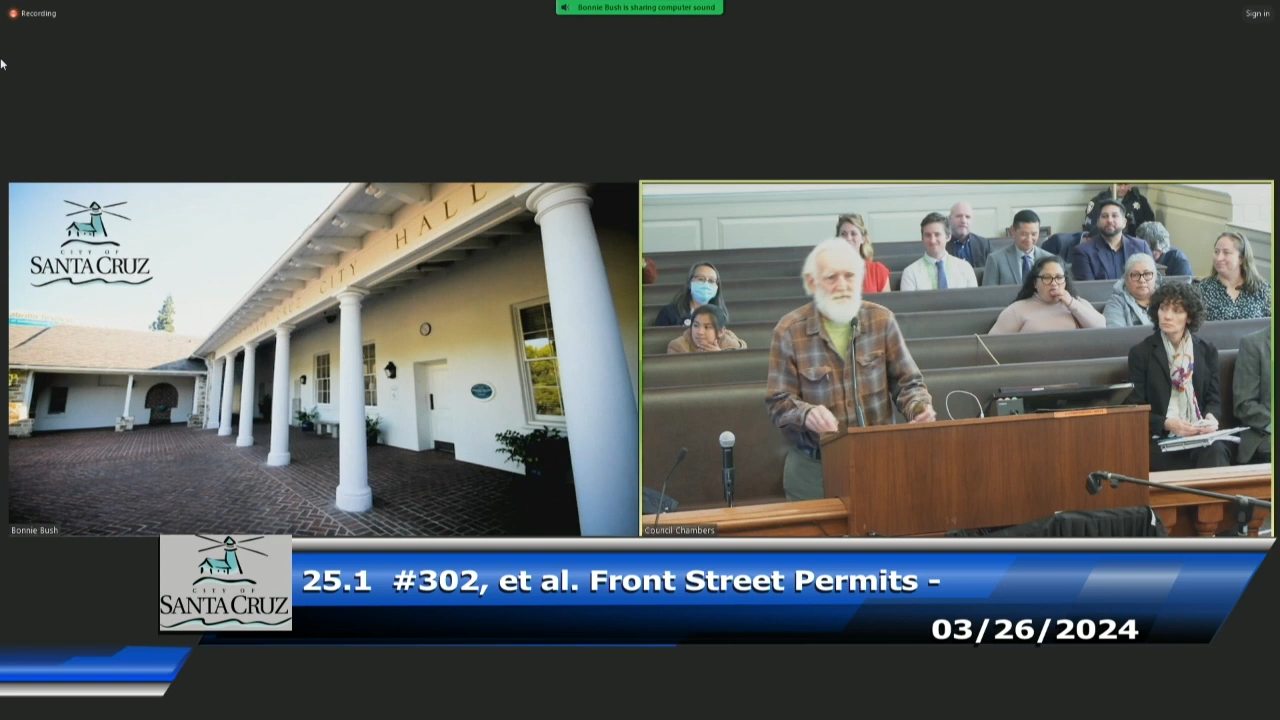 Recording
Bonnie Bush is sharing computer sound
Sign in
CITY OF
SANTA CRUZ
CITY HALL
Bonnie Bush
Council Chambers
CITY OF
SANTA CRUZ
25.1 #302, et al. Front Street Permits -
03/26/2024